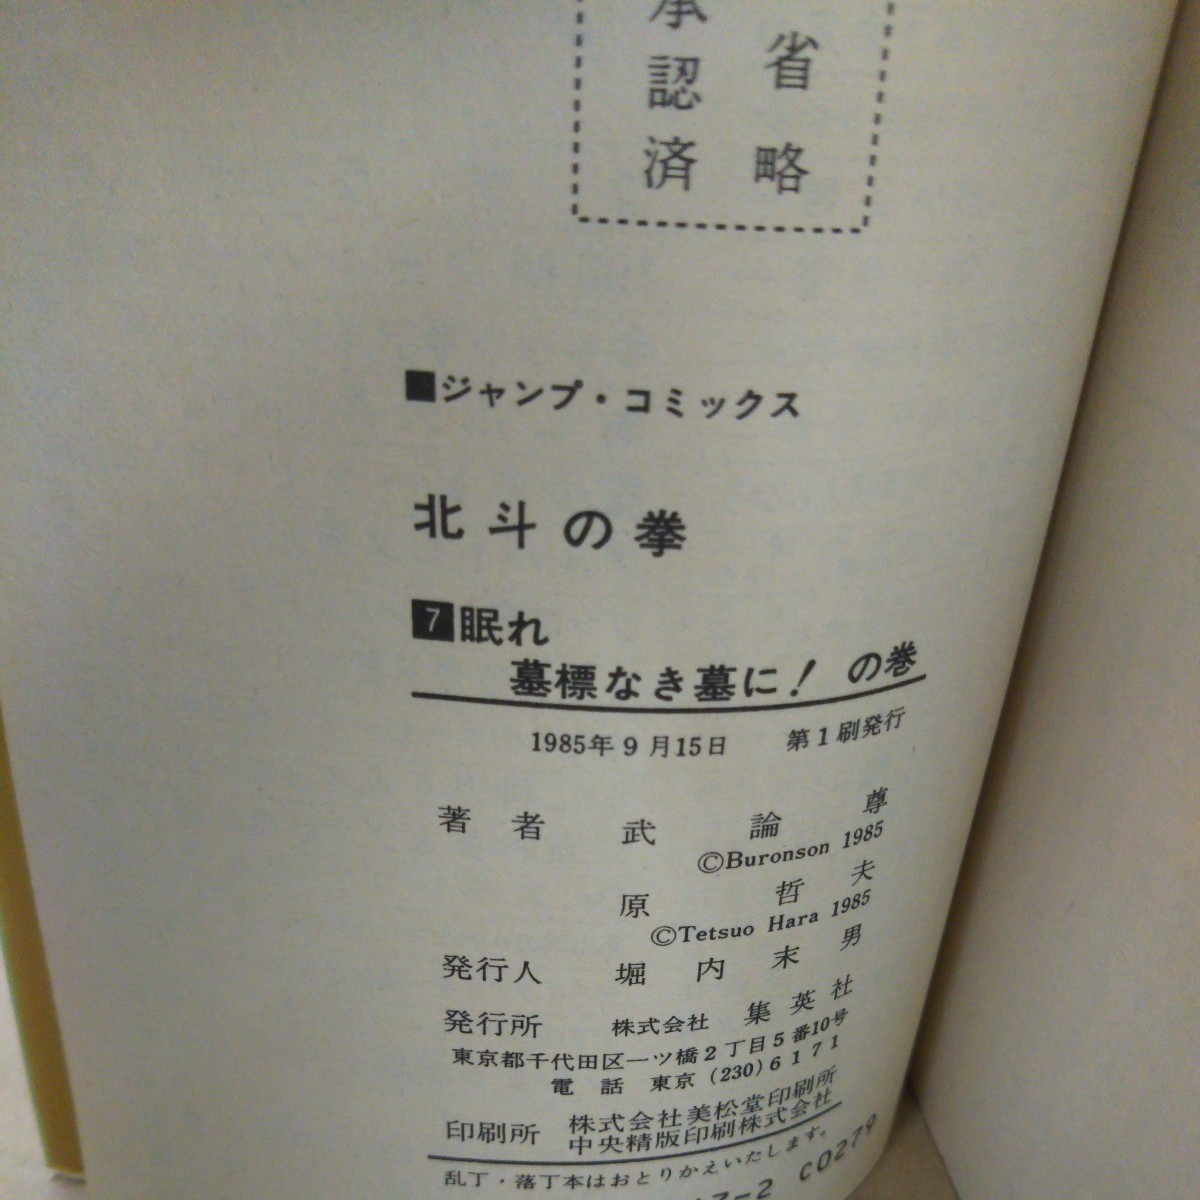 省略
承認済
■ジャンプ・コミックス
北斗の拳
7眠れ
墓標なき墓に! の巻
1985年9月15日 第1刷発行
著者 武論尊
©Buronson 1985
原哲夫
©Tetsuo Hara 1985
発行人 堀内末男
発行所 株式会社 集英社
東京都千代田区一ツ橋2丁目5番10号
電話 東京(230)6171
印刷所 株式会社美松堂印刷所
中央精版印刷株式会社
乱丁・落丁本はおとりかえいたします。
7-2 C0279